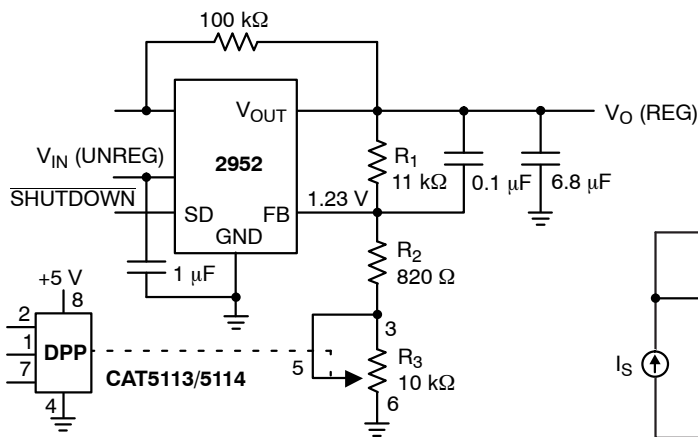 100 kΩ
V_OUT
V_O (REG)
V_IN (UNREG)
2952
R_1
11 kΩ
0.1 μF
6.8 μF
SHUTDOWN
SD
FB
1.23 V
GND
R_2
820 Ω
1 μF
+5 V
8
2
1
7
DPP
4
CAT5113/5114
3
5
R_3
10 kΩ
6
I_S